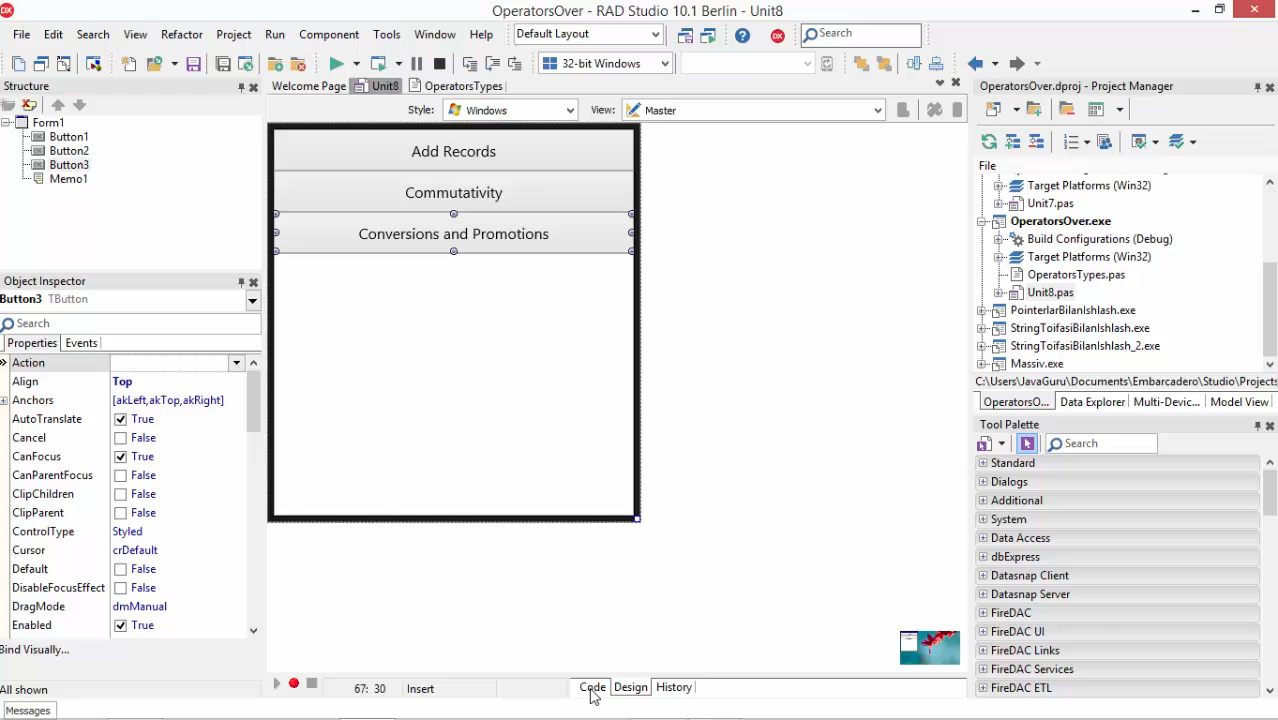 OperatorsOver - RAD Studio 10.1 Berlin - Unit8
File Edit Search View Refactor Project Run Component Tools Window Help
Default Layout
Search
32-bit Windows
Structure
Form1
Button1
Button2
Button3
Memo1
Object Inspector
Button3 TButton
Search
Properties Events
Action
Align Top
Anchors [akLeft,akTop,akRight]
AutoTranslate True
Cancel False
CanFocus True
CanParentFocus False
ClipChildren False
ClipParent False
ControlType Styled
Cursor crDefault
Default False
DisableFocusEffect False
DragMode dmManual
Enabled True
Bind Visually...
All shown
Messages
Welcome Page Unit8 OperatorsTypes
Style: Windows View: Master
Add Records
Commutativity
Conversions and Promotions
67: 30 Insert Code Design History
OperatorsOver.dproj - Project Manager
File
Target Platforms (Win32)
Unit7.pas
OperatorsOver.exe
Build Configurations (Debug)
Target Platforms (Win32)
OperatorsTypes.pas
Unit8.pas
PointerlarBilanIshlash.exe
StringToifasiBilanIshlash.exe
StringToifasiBilanIshlash_2.exe
Massiv.exe
C:\Users\JavaGuru\Documents\Embarcadero\Studio\Projects
OperatorsO... Data Explorer Multi-Devic... Model View
Tool Palette
Search
Standard
Dialogs
Additional
System
Data Access
dbExpress
Datasnap Client
Datasnap Server
FireDAC
FireDAC UI
FireDAC Links
FireDAC Services
FireDAC ETL